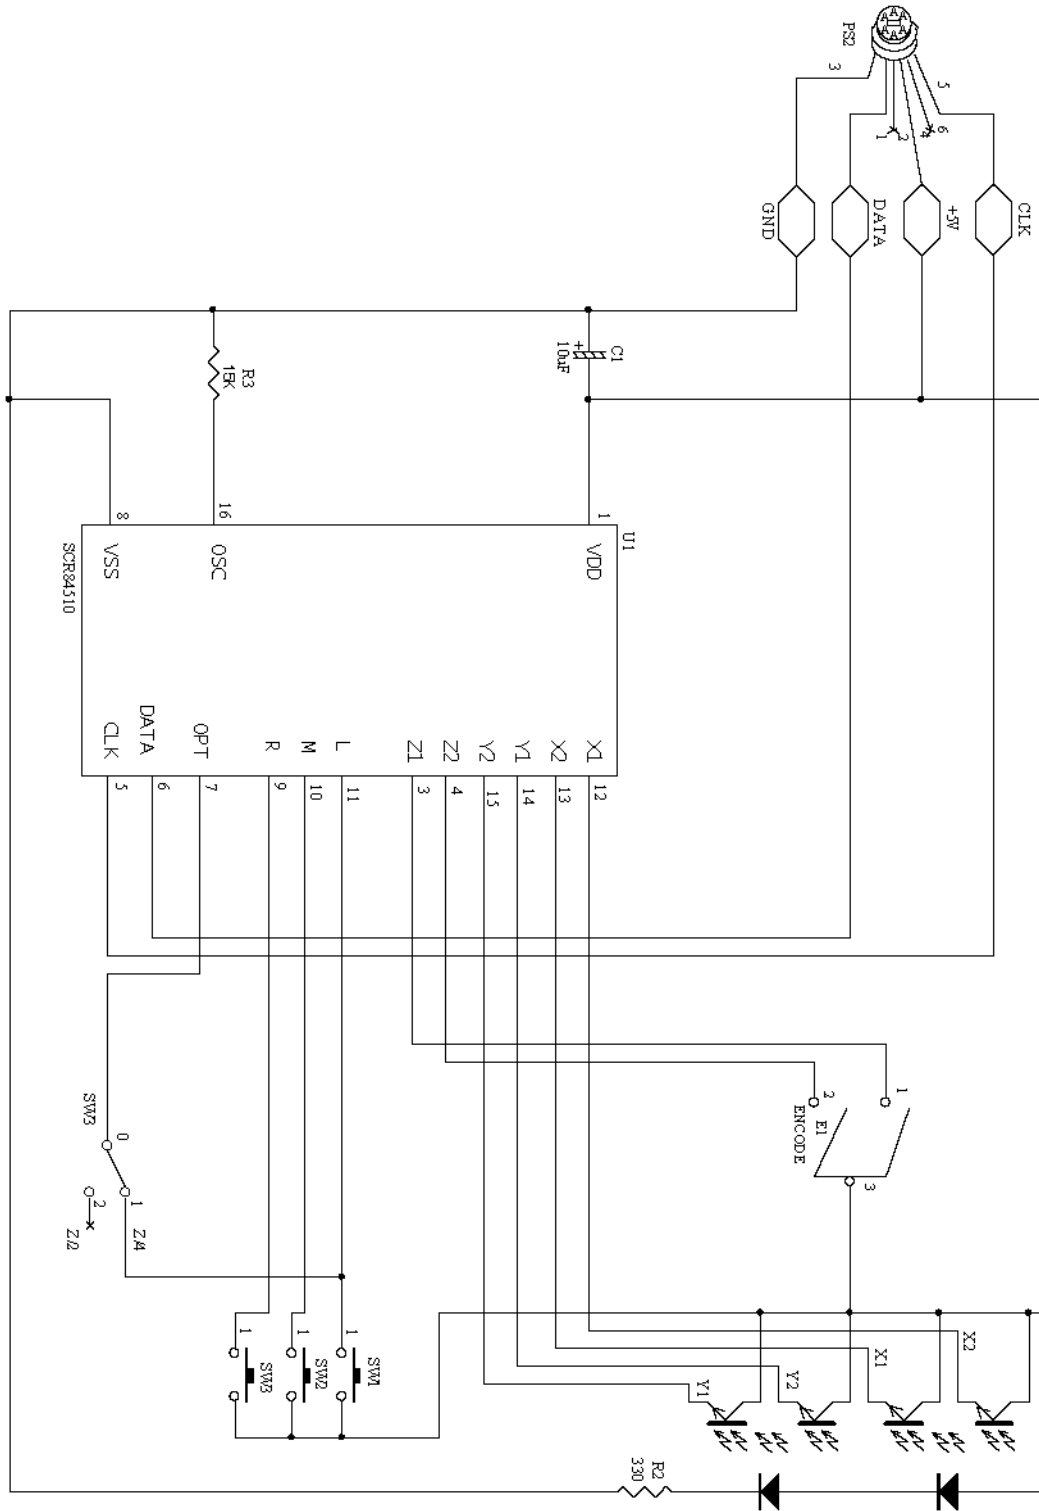 PS2
3
5
1
2
4
6
GND
DATA
+5V
CLK
C1
10uF
+
R3
15K
8
16
1
U1
VSS
OSC
VDD
SCR84510
CLK
DATA
OPT
R
M
L
Z1
Z2
Y2
Y1
X2
X1
5
6
7
9
10
11
3
4
15
14
13
12
1
2
E1
ENCODE
3
SW3
0
1
2
Z/4
Z/2
1
SW3
1
SW2
1
SW1
Y1
Y2
X1
X2
R2
330